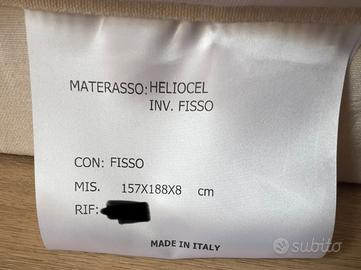 MATERASSO: HELIOCEL
INV. FISSO
CON: FISSO
MIS. 157X188X8 cm
RIF:
MADE IN ITALY
subito